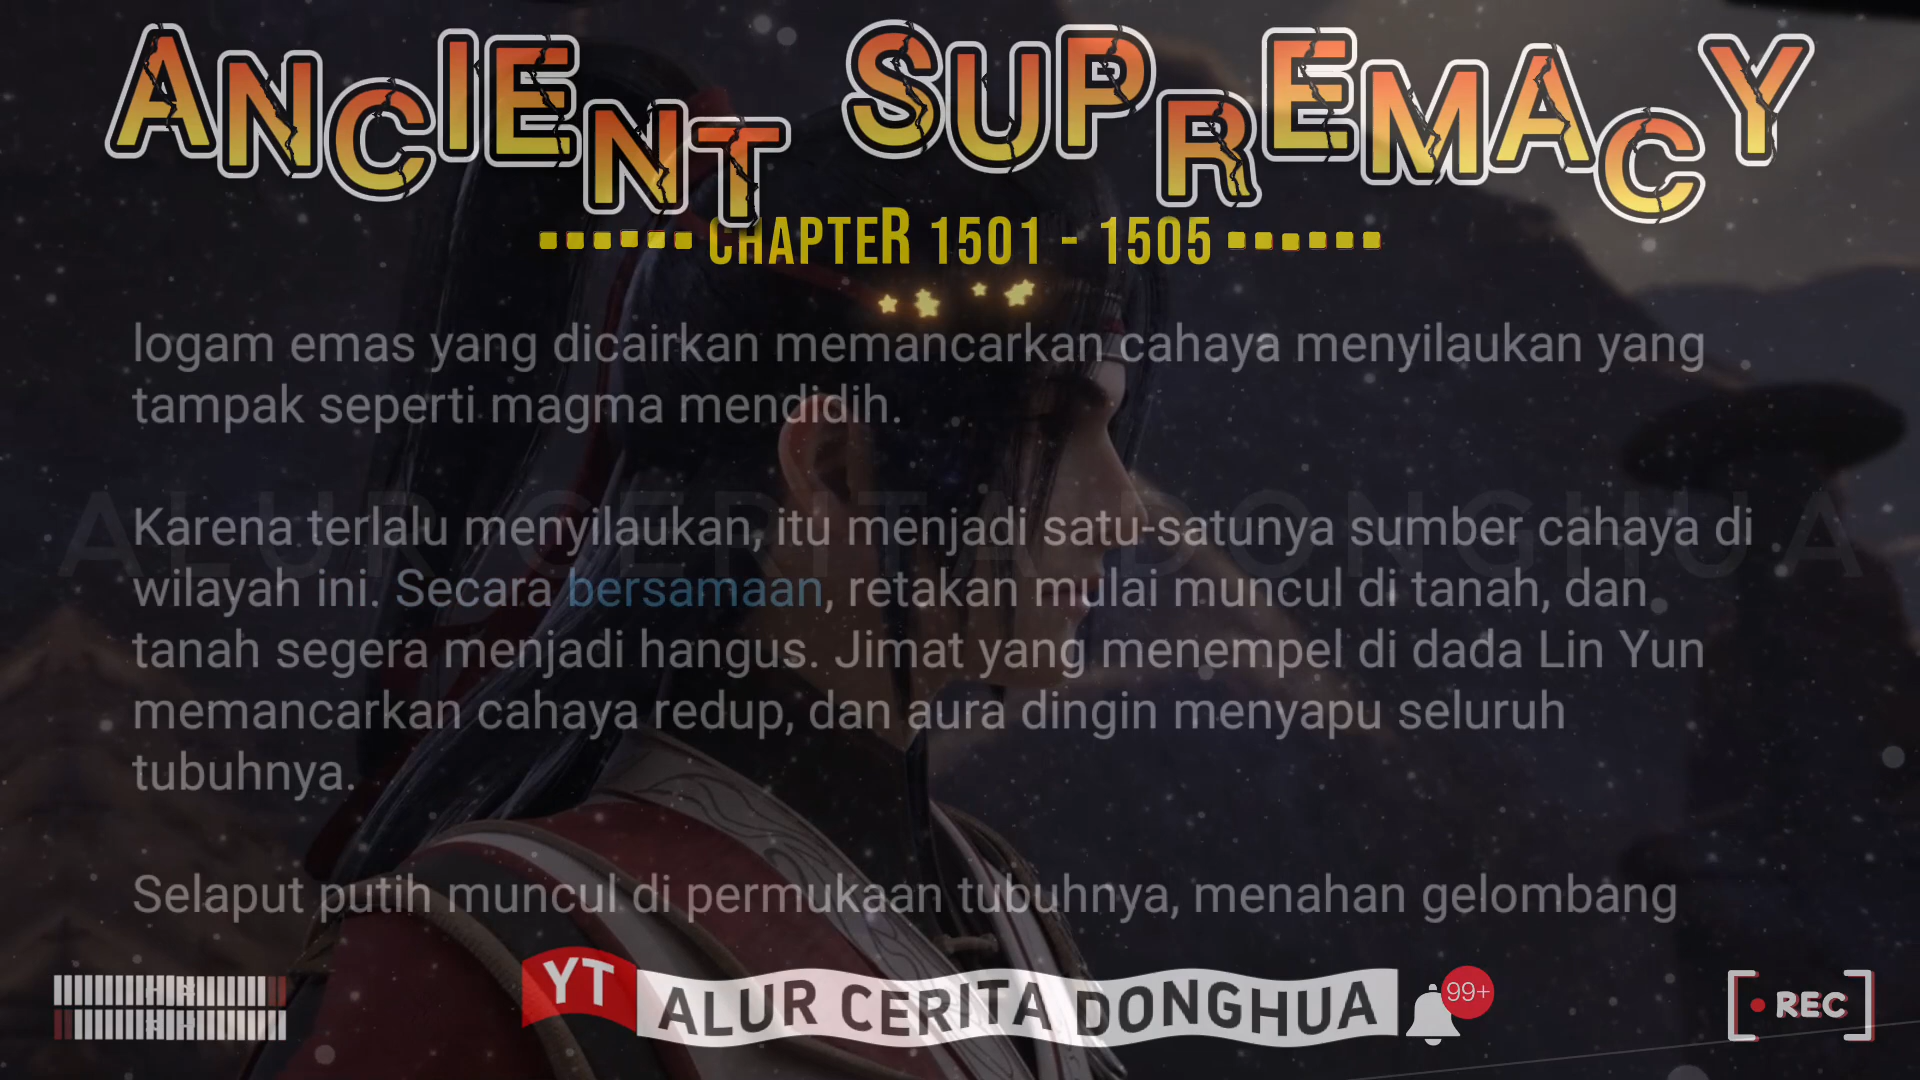 ANCIENT SUPREMACY
CHAPTER 1501 - 1505
logam emas yang dicairkan memancarkan cahaya menyilaukan yang
tampak seperti magma mendidih.
ALUR CERITA DONGHUA
Karena terlalu menyilaukan, itu menjadi satu-satunya sumber cahaya di
wilayah ini. Secara bersamaan, retakan mulai muncul di tanah, dan
tanah segera menjadi hangus. Jimat yang menempel di dada Lin Yun
memancarkan cahaya redup, dan aura dingin menyapu seluruh
tubuhnya.
Selaput putih muncul di permukaan tubuhnya, menahan gelombang
YT ALUR CERITA DONGHUA 99+
REC